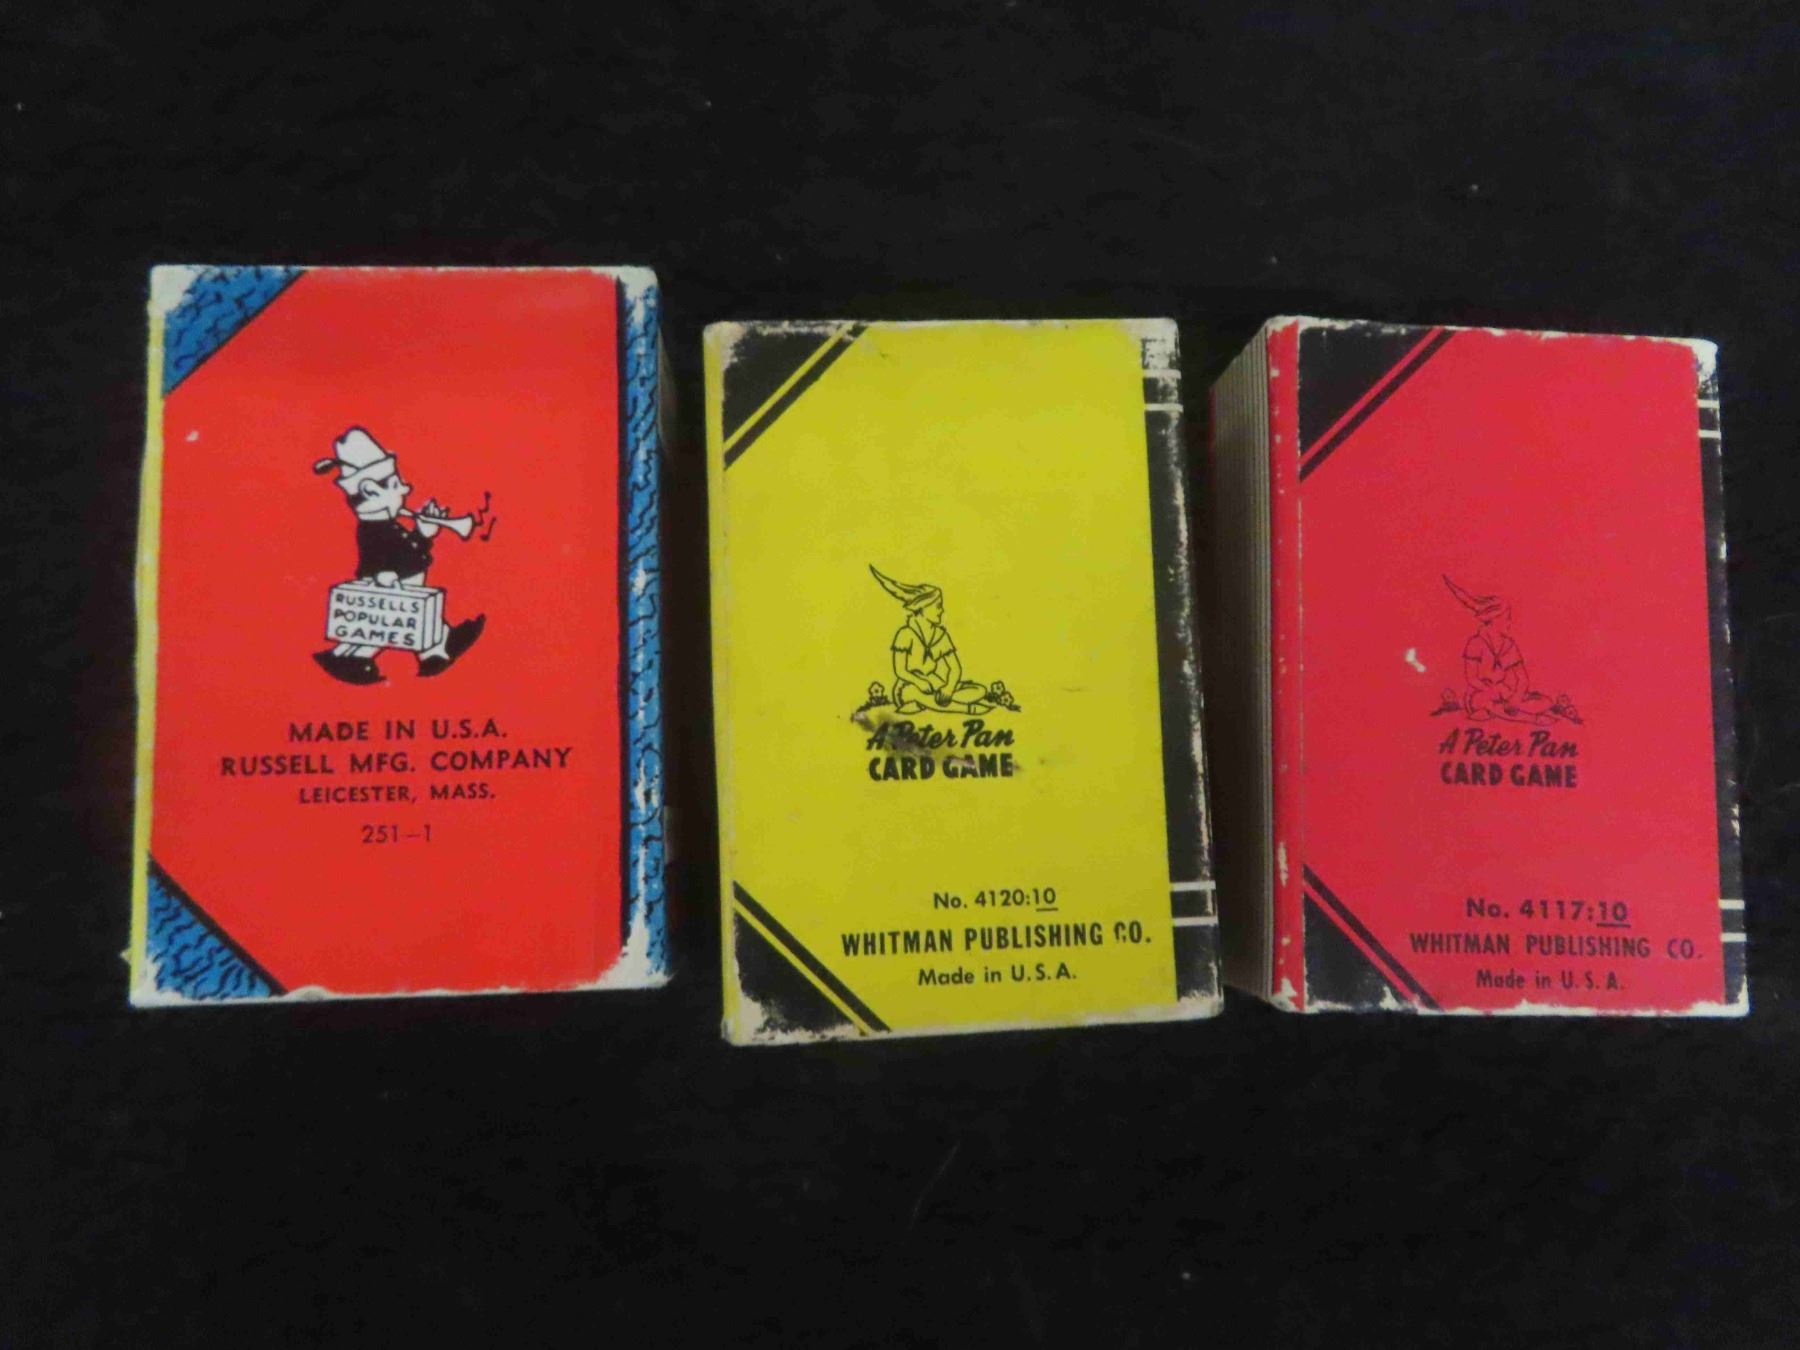 RUSSELLS
POPULAR
GAMES
MADE IN U.S.A.
RUSSELL MFG. COMPANY
LEICESTER, MASS.
251-1
A Peter Pan
CARD GAME
No. 4120:10
WHITMAN PUBLISHING CO.
Made in U.S.A.
A Peter Pan
CARD GAME
No. 4117:10
WHITMAN PUBLISHING CO.
Made in U.S.A.